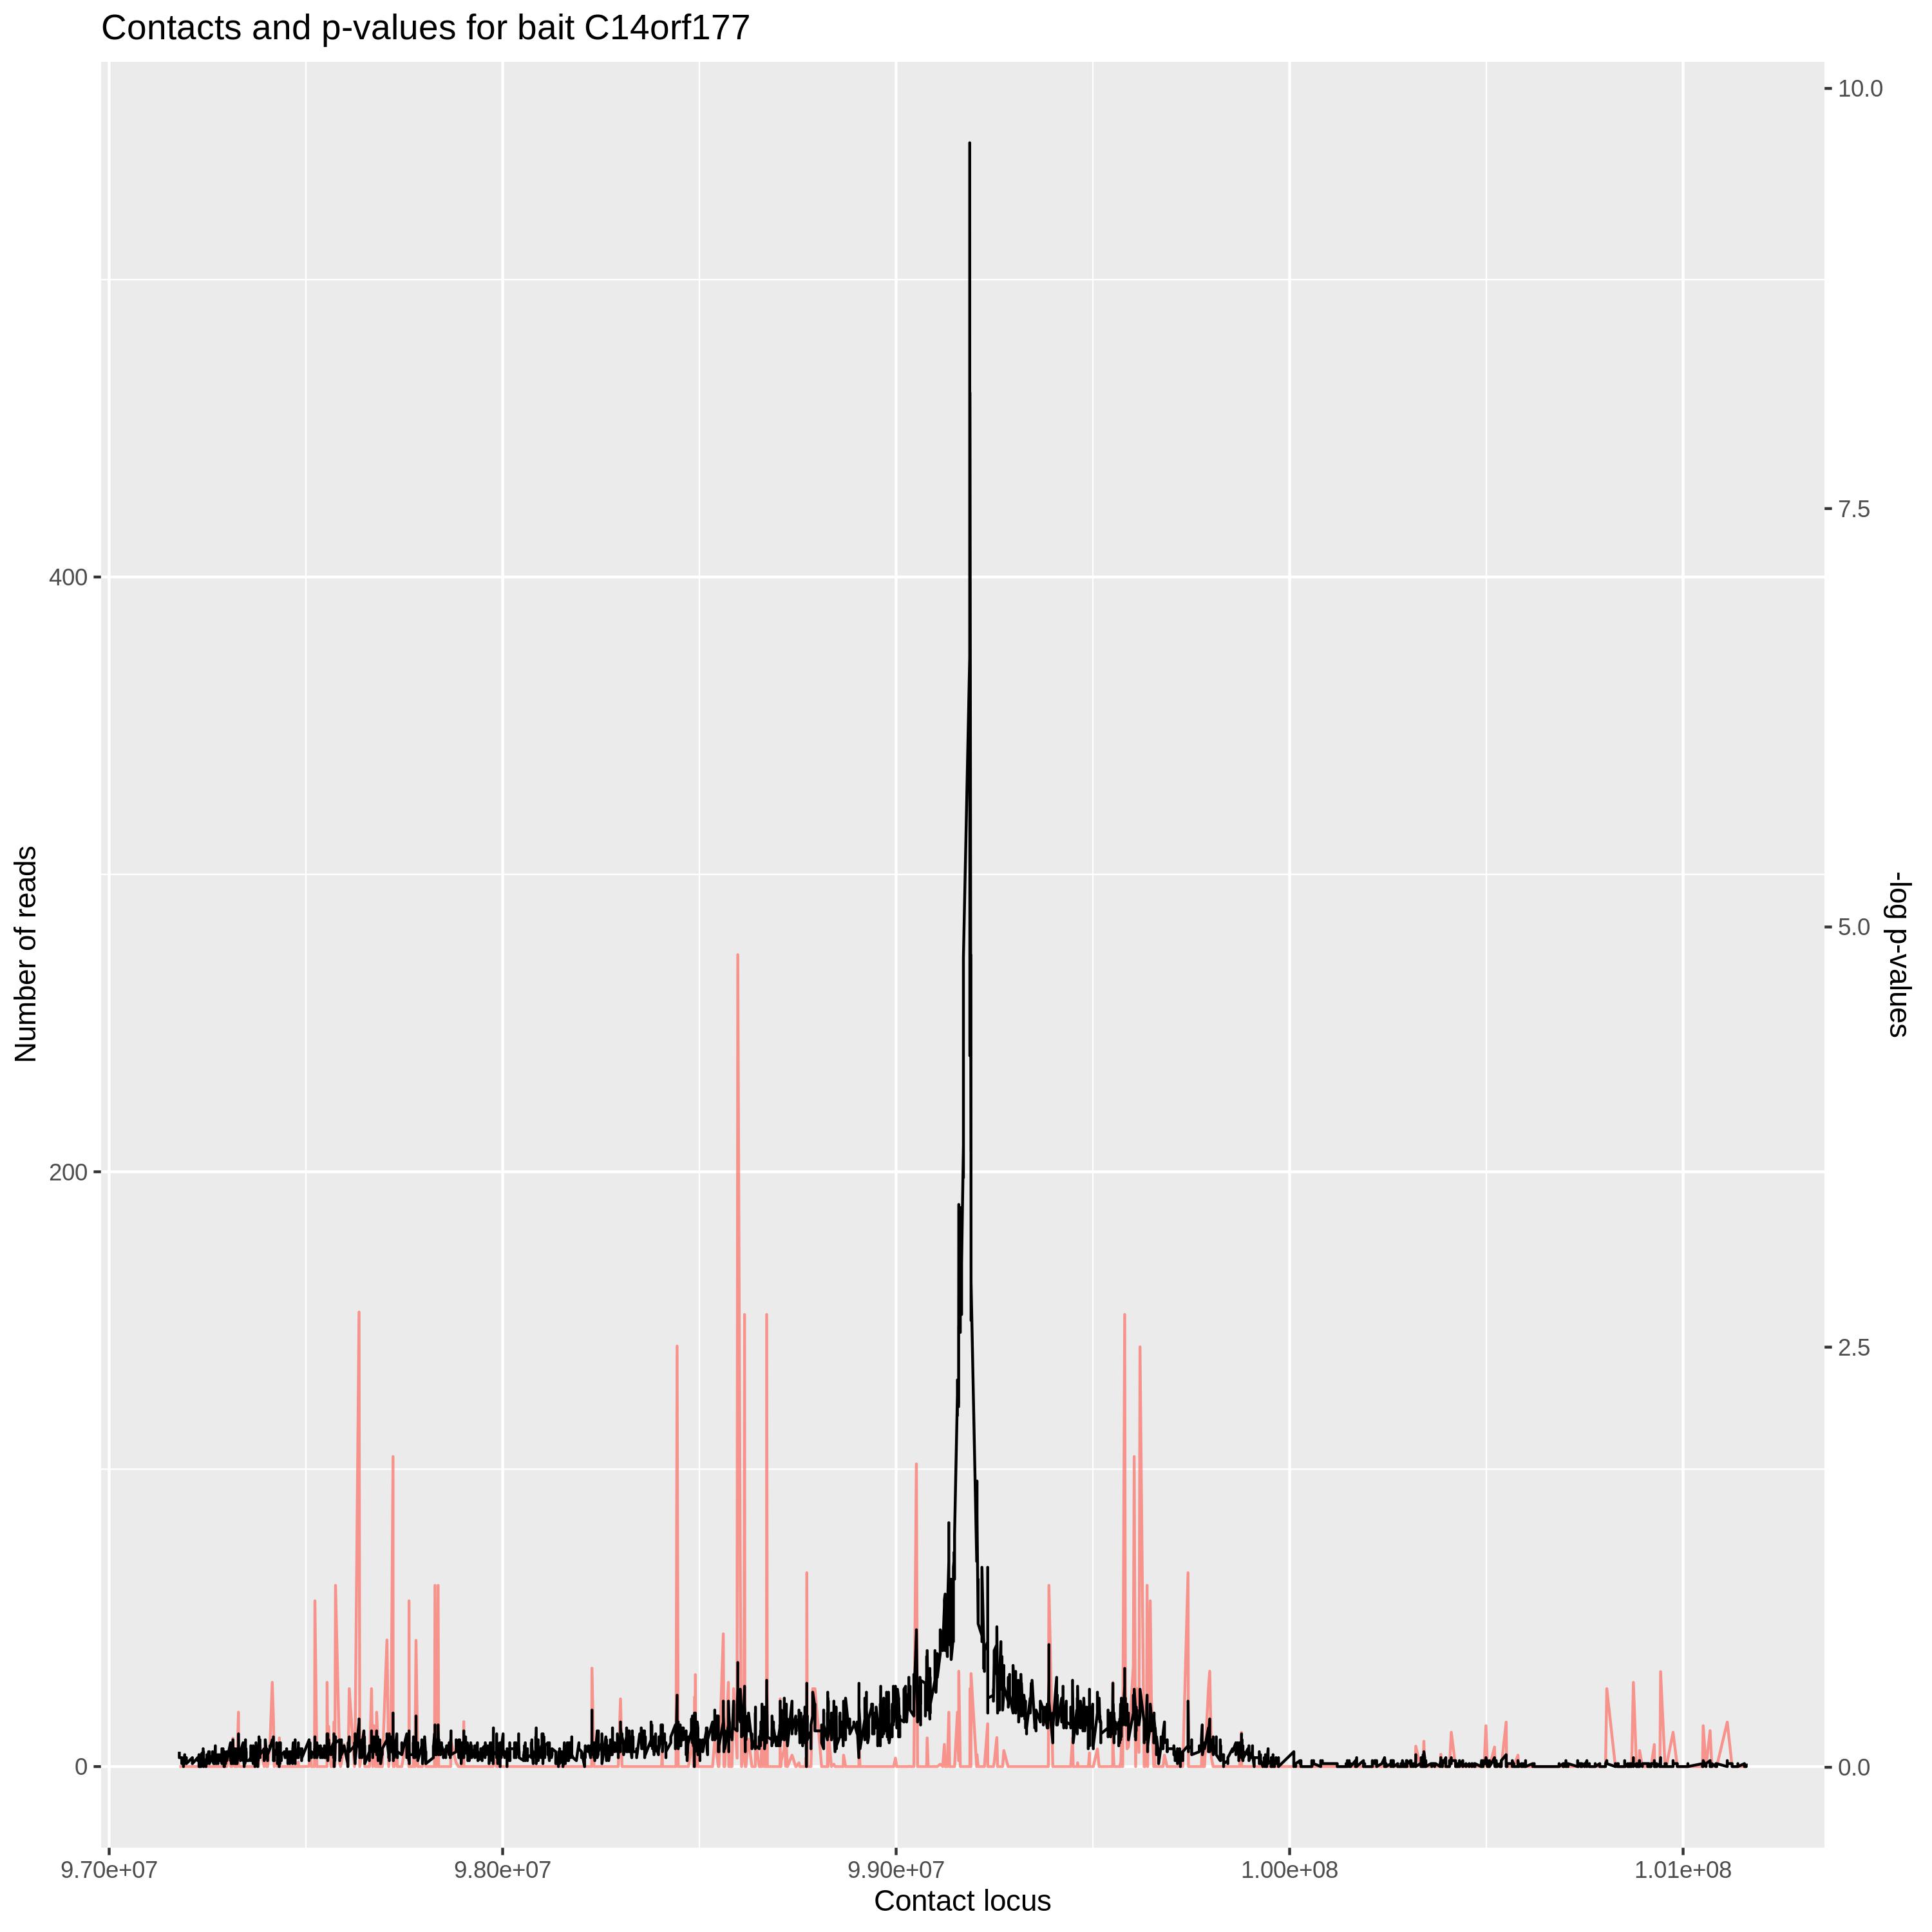 Contacts and p-values for bait C14orf177
Number of reads
400
200
0
10.0
7.5
5.0
2.5
0.0
-log p-values
9.70e+07
9.80e+07
9.90e+07
1.00e+08
1.01e+08
Contact locus